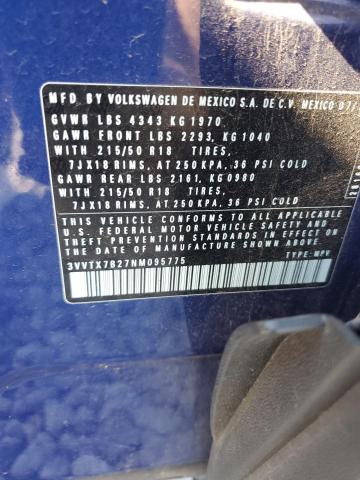 MFD. BY VOLKSWAGEN DE MEXICO S.A. DE C.V. MEXICO 07/
GVWR LBS 4343 KG 1970
GAWR FRONT LBS 2293, KG 1040
WITH 215/50 R18 TIRES,
7JX18 RIMS, AT 250 KPA, 36 PSI COLD
GAWR REAR LBS 2161, KG 0980
WITH 215/50 R18 TIRES,
7JX18 RIMS, AT 250 KPA, 36 PSI COLD
THIS VEHICLE CONFORMS TO ALL APPLICABLE
U.S. FEDERAL MOTOR VEHICLE SAFETY AND
THEFT PREVENTION STANDARDS IN EFFECT ON
THE DATE OF MANUFACTURE SHOWN ABOVE
3VVTX7B27NM095775 TYPE: MPV